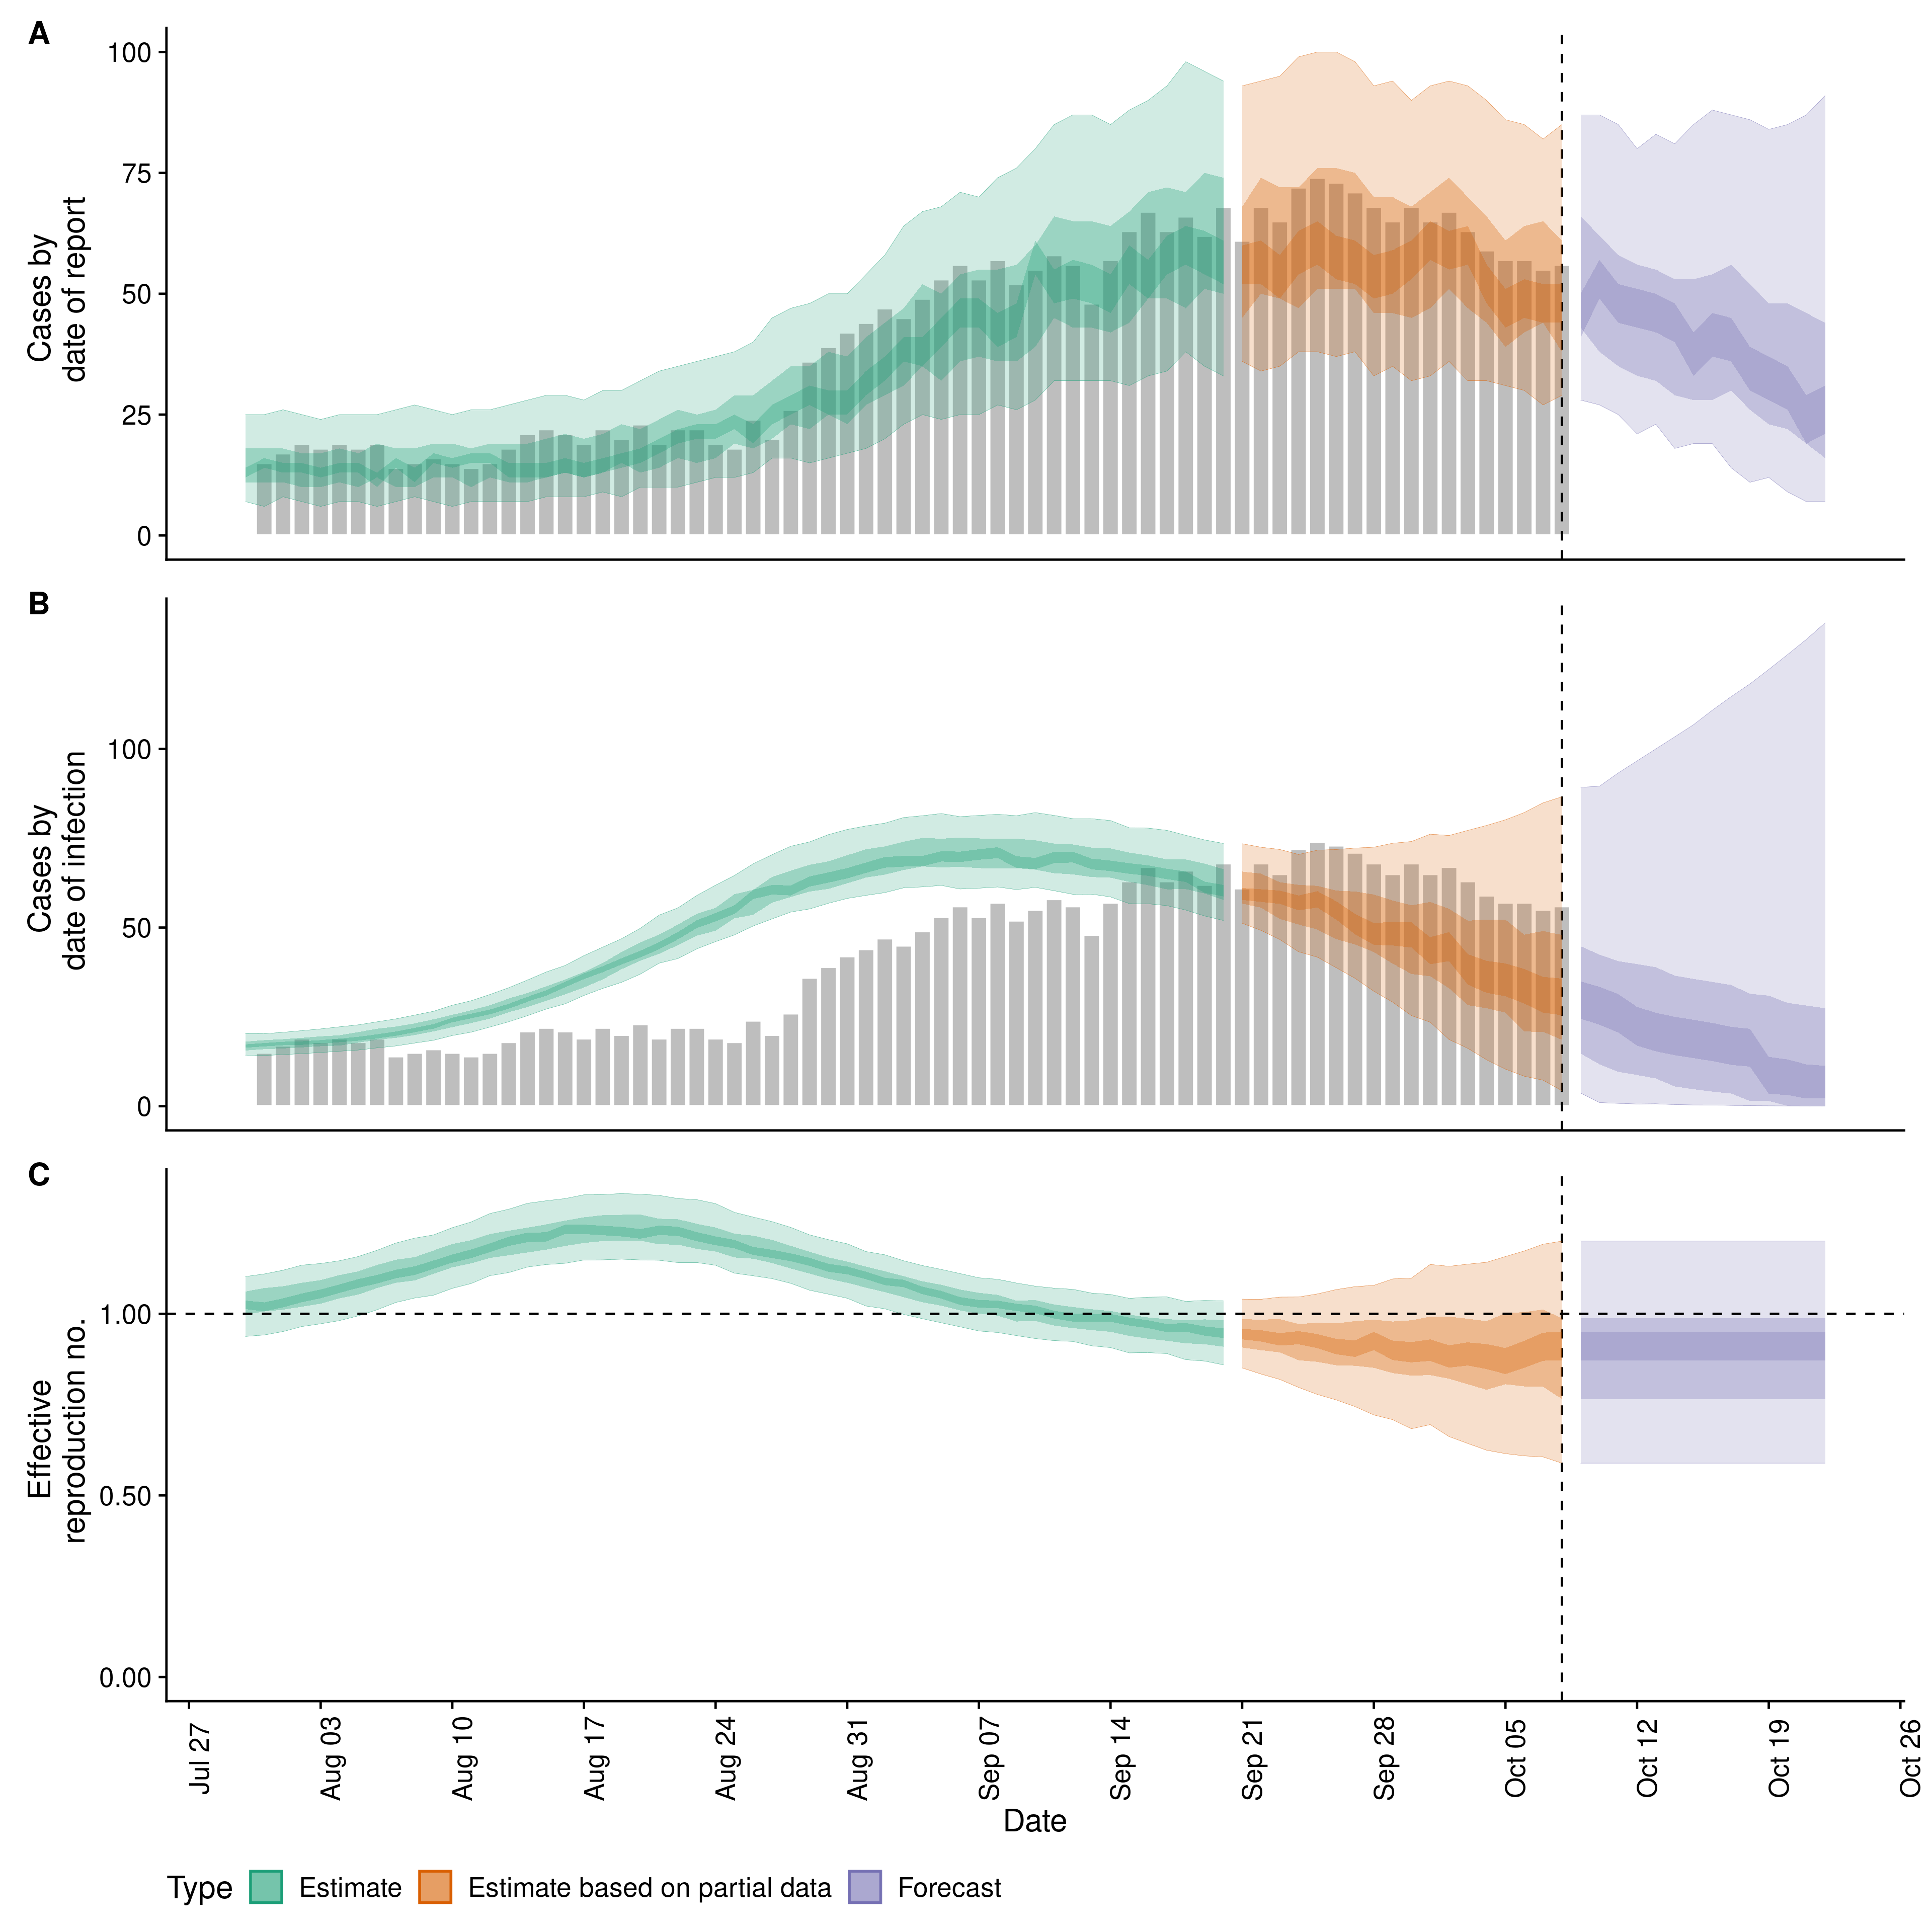 A
100
75
50
25
0
Cases by
date of report
B
100
50
0
Cases by
date of infection
C
1.00
0.50
0.00
Effective
reproduction no.
Jul 27
Aug 03
Aug 10
Aug 17
Aug 24
Aug 31
Sep 07
Sep 14
Sep 21
Sep 28
Oct 05
Oct 12
Oct 19
Oct 26
Date
Type Estimate Estimate based on partial data Forecast